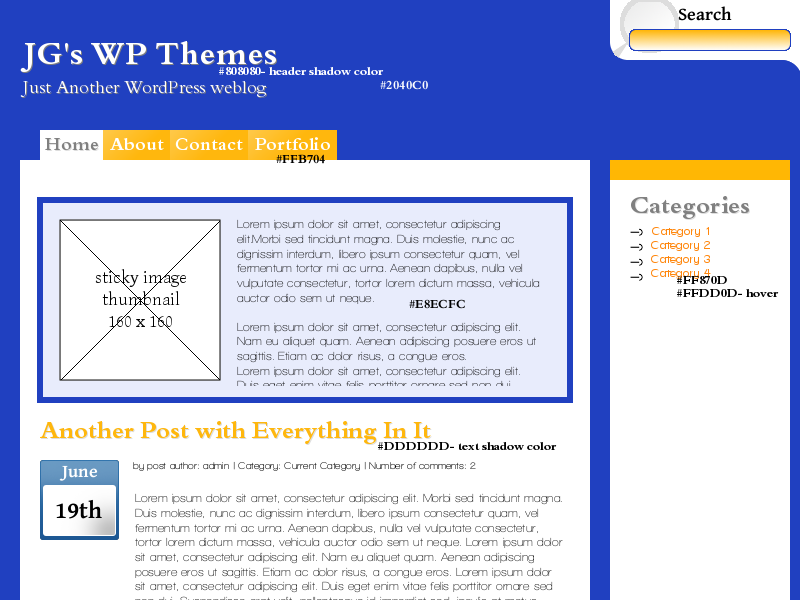 Search
JG's WP Themes
#808080- header shadow color
Just Another WordPress weblog
#2040C0
Home About Contact Portfolio
#FFB704
Lorem ipsum dolor sit amet, consectetur adipiscing
elit.Morbi sed tincidunt magna. Duis molestie, nunc ac
dignissim interdum, libero ipsum consectetur quam, vel
fermentum tortor mi ac urna. Aenean dapibus, nulla vel
vulputate consectetur, tortor lorem dictum massa, vehicula
auctor odio sem ut neque.
#E8ECFC
Lorem ipsum dolor sit amet, consectetur adipiscing elit.
Nam eu aliquet quam. Aenean adipiscing posuere eros ut
sagittis. Etiam ac dolor risus, a congue eros.
Lorem ipsum dolor sit amet, consectetur adipiscing elit.
Duis eget enim vitae felis porttitor ornare sed non dui
sticky image
thumbnail
160 x 160
Another Post with Everything In It
#DDDDDD- text shadow color
June
19th
by post author: admin | Category: Current Category | Number of comments: 2
Lorem ipsum dolor sit amet, consectetur adipiscing elit. Morbi sed tincidunt magna.
Duis molestie, nunc ac dignissim interdum, libero ipsum consectetur quam, vel
fermentum tortor mi ac urna. Aenean dapibus, nulla vel vulputate consectetur,
tortor lorem dictum massa, vehicula auctor odio sem ut neque. Lorem ipsum dolor
sit amet, consectetur adipiscing elit. Nam eu aliquet quam. Aenean adipiscing
posuere eros ut sagittis. Etiam ac dolor risus, a congue eros. Lorem ipsum dolor
sit amet, consectetur adipiscing elit. Duis eget enim vitae felis porttitor ornare sed
Categories
Category 1
Category 2
Category 3
Category 4
#FF870D
#FFDD0D- hover